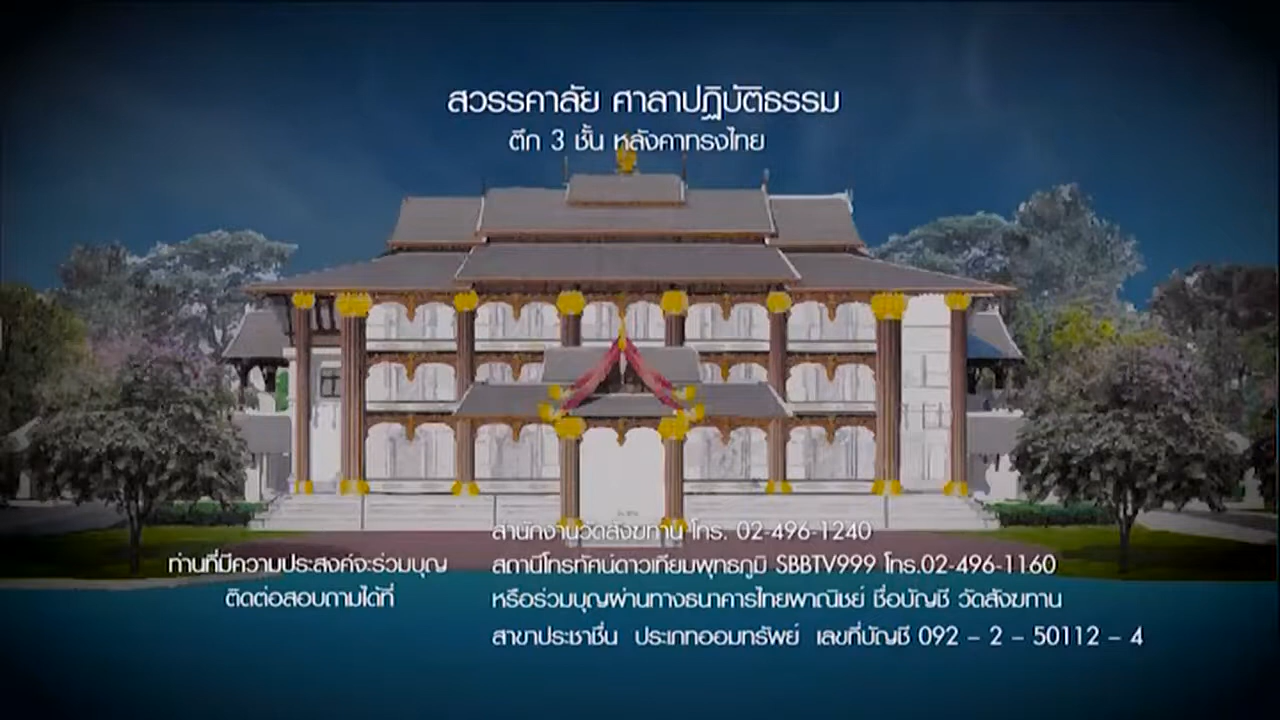 สวรรคาลัย ศาลาปฏิบัติธรรม
ตึก 3 ชั้น หลังคาทรงไทย
ท่านที่มีความประสงค์จะร่วมบุญ
ติดต่อสอบถามได้ที่
สำนักงานวัดสังฆทาน โทร. 02-496-1240
สถานีโทรทัศน์ดาวเทียมพุทธภูมิ SBBTV999 โทร.02-496-1160
หรือร่วมบุญผ่านทางธนาคารไทยพาณิชย์ ชื่อบัญชี วัดสังฆทาน
สาขาประชาชื่น ประเภทออมทรัพย์ เลขที่บัญชี 092 – 2 – 50112 – 4